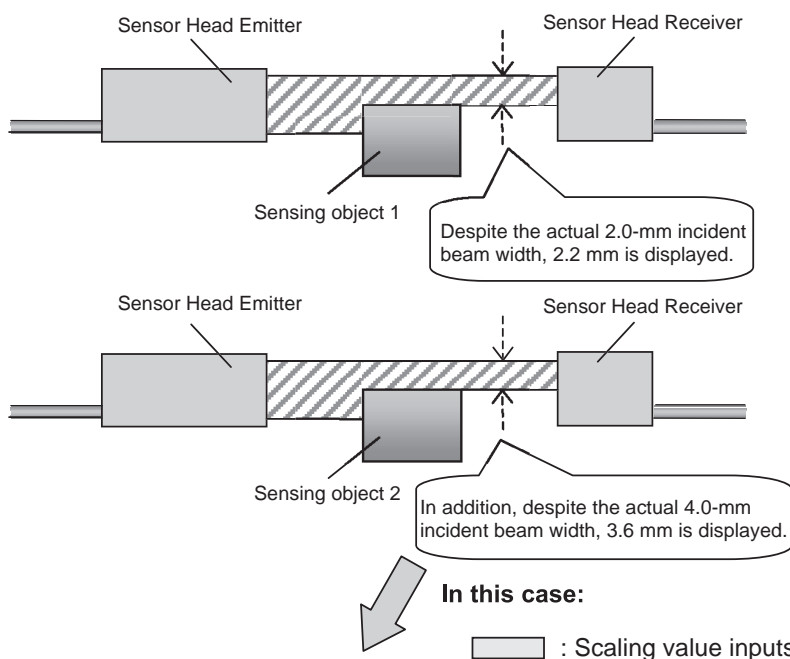 Sensor Head Emitter
Sensor Head Receiver
Sensing object 1
Despite the actual 2.0-mm incident
beam width, 2.2 mm is displayed.
Sensor Head Emitter
Sensor Head Receiver
Sensing object 2
In addition, despite the actual 4.0-mm
incident beam width, 3.6 mm is displayed.
In this case:
: Scaling value inputs